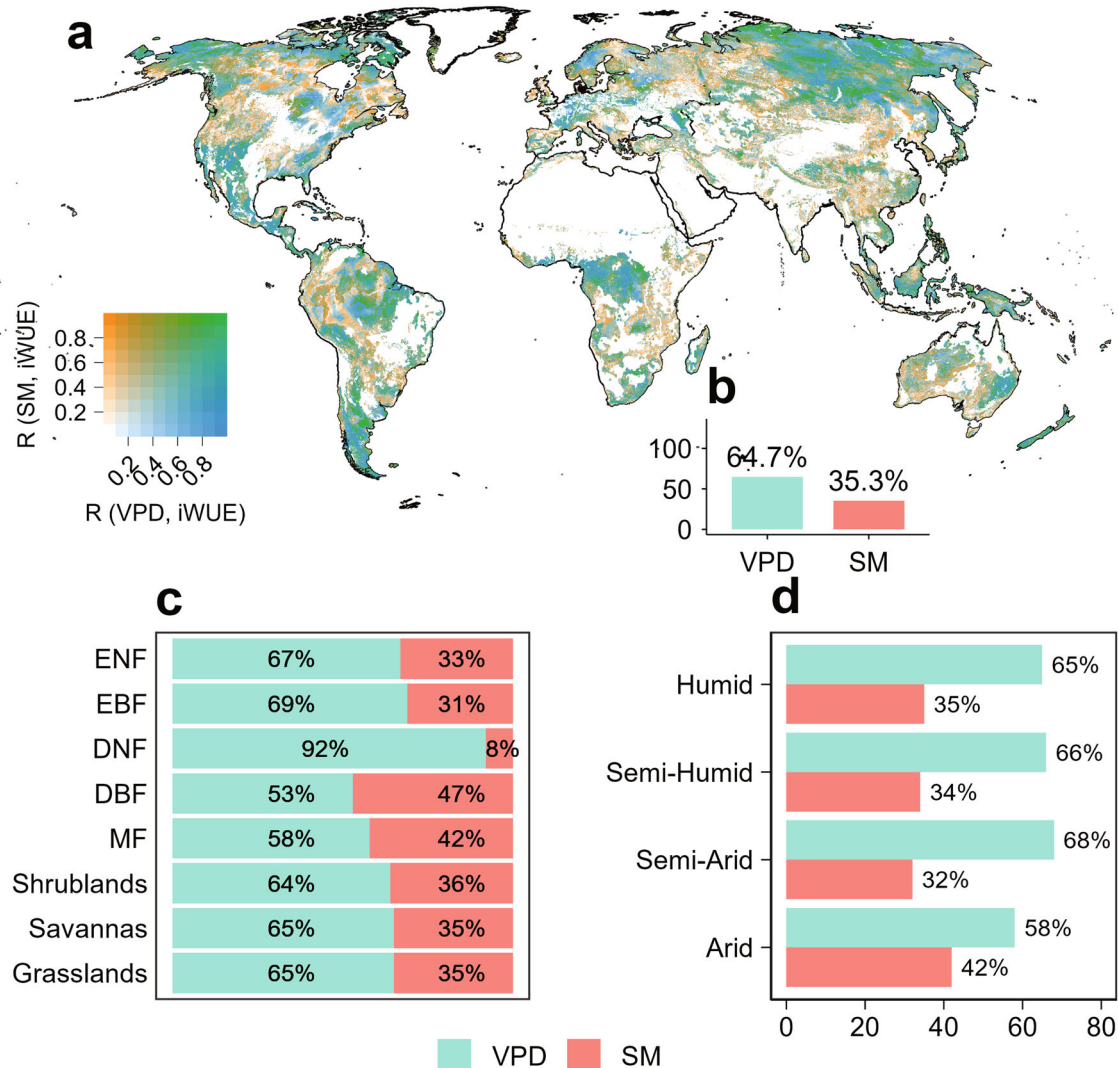 a
R (SM, iWUE)
0.8
0.6
0.4
0.2
0.2 0.4 0.6 0.8
R (VPD, iWUE)
b
100
50
0
64.7%
35.3%
VPD SM
c
ENF 67% 33%
EBF 69% 31%
DNF 92% 8%
DBF 53% 47%
MF 58% 42%
Shrublands 64% 36%
Savannas 65% 35%
Grasslands 65% 35%
d
Humid 65%
35%
Semi-Humid 66%
34%
Semi-Arid 68%
32%
Arid 58%
42%
0 20 40 60 80
VPD SM